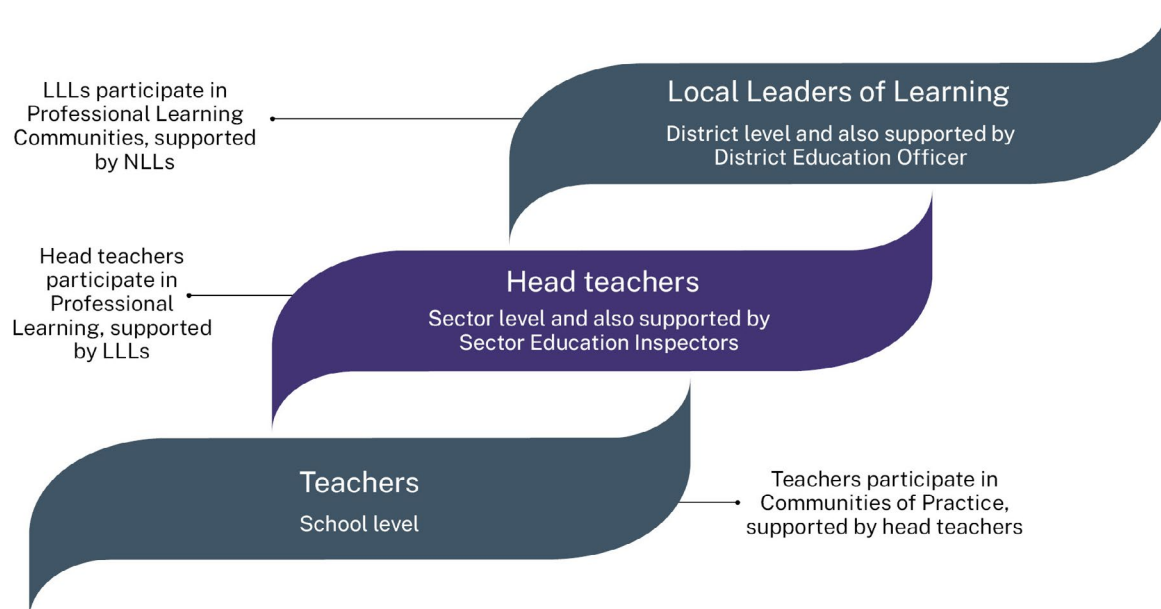 LLLs participate in
Professional Learning
Communities, supported
by NLLs
Local Leaders of Learning
District level and also supported by
District Education Officer
Head teachers
participate in
Professional
Learning, supported
by LLLs
Head teachers
Sector level and also supported by
Sector Education Inspectors
Teachers
School level
Teachers participate in
Communities of Practice,
supported by head teachers